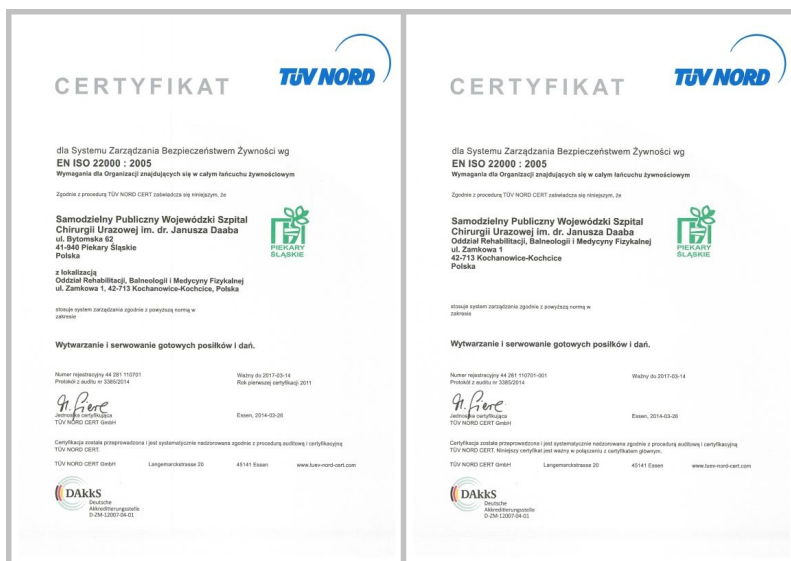 CERTYFIKAT
TÜV NORD
dla Systemu Zarządzania Bezpieczeństwem Żywności wg
EN ISO 22000 : 2005
Wymagania dla Organizacji znajdujących się w całym łańcuchu żywnościowym
Zgodnie z procedurą TÜV NORD CERT zaświadcza się niniejszym, że
Samodzielny Publiczny Wojewódzki Szpital
Chirurgii Urazowej im. dr. Janusza Daaba
ul. Bytomska 62
41-940 Piekary Śląskie
Polska
PIEKARY
ŚLĄSKIE
z lokalizacją
Oddział Rehabilitacji, Balneologii i Medycyny Fizykalnej
ul. Zamkowa 1, 42-713 Kochanowice-Kochcice, Polska
stosuje system zarządzania zgodnie z powyższą normą w
zakresie
Wytwarzanie i serwowanie gotowych posiłków i dań.
Numer rejestracyjny 44 281 110701
Protokół z auditu nr 3385/2014
Ważny do 2017-03-14
Rok pierwszej certyfikacji 2011
Jednostka certyfikująca
TÜV NORD CERT GmbH
Essen, 2014-03-26
Certyfikacja została przeprowadzona i jest systematycznie nadzorowana zgodnie z procedurą auditową i certyfikacyjną
TÜV NORD CERT.
TÜV NORD CERT GmbH Langemarckstrasse 20 45141 Essen www.tuev-nord-cert.com
DAkkS
Deutsche
Akkreditierungsstelle
D-ZM-12007-04-01
CERTYFIKAT
TÜV NORD
dla Systemu Zarządzania Bezpieczeństwem Żywności wg
EN ISO 22000 : 2005
Wymagania dla Organizacji znajdujących się w całym łańcuchu żywnościowym
Zgodnie z procedurą TÜV NORD CERT zaświadcza się niniejszym, że
Samodzielny Publiczny Wojewódzki Szpital
Chirurgii Urazowej im. dr. Janusza Daaba
Oddział Rehabilitacji, Balneologii i Medycyny Fizykalnej
ul. Zamkowa 1
42-713 Kochanowice-Kochcice
Polska
PIEKARY
ŚLĄSKIE
stosuje system zarządzania zgodnie z powyższą normą w
zakresie
Wytwarzanie i serwowanie gotowych posiłków i dań.
Numer rejestracyjny 44 281 110701-001
Protokół z auditu nr 3385/2014
Ważny do 2017-03-14
Jednostka certyfikująca
TÜV NORD CERT GmbH
Essen, 2014-03-26
Certyfikacja została przeprowadzona i jest systematycznie nadzorowana zgodnie z procedurą auditową i certyfikacyjną
TÜV NORD CERT. Niniejszy certyfikat jest ważny w połączeniu z certyfikatem głównym.
TÜV NORD CERT GmbH Langemarckstrasse 20 45141 Essen www.tuev-nord-cert.com
DAkkS
Deutsche
Akkreditierungsstelle
D-ZM-12007-04-01